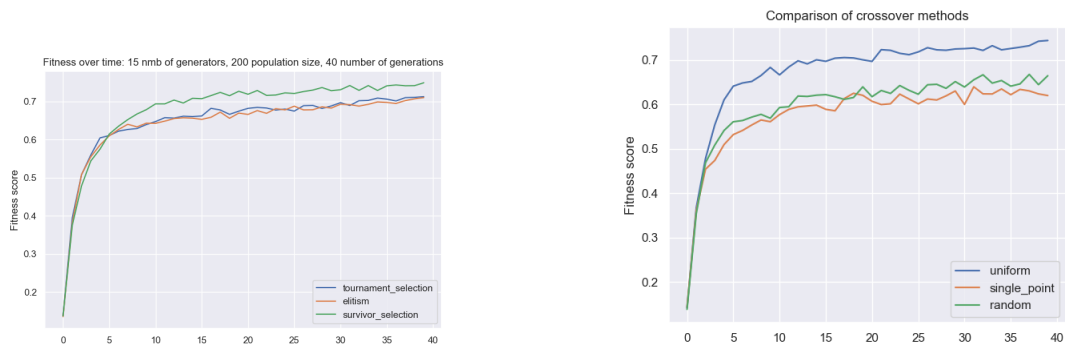 Fitness over time: 15 nmb of generators, 200 population size, 40 number of generations
Fitness score
0.7
0.6
0.5
0.4
0.3
0.2
0 5 10 15 20 25 30 35 40
tournament_selection
elitism
survivor_selection
Comparison of crossover methods
Fitness score
0.7
0.6
0.5
0.4
0.3
0.2
0 5 10 15 20 25 30 35 40
uniform
single_point
random